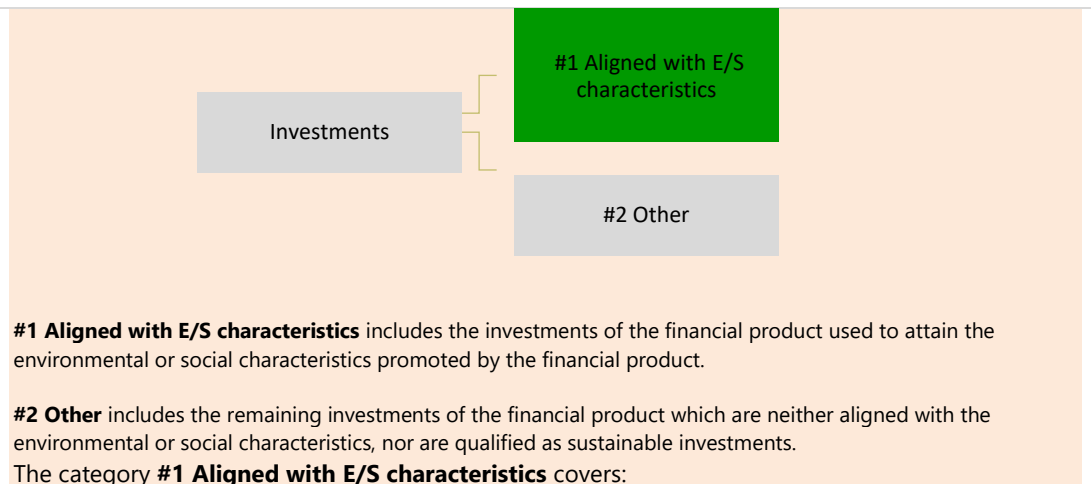 #1 Aligned with E/S
characteristics
Investments
#2 Other
#1 Aligned with E/S characteristics includes the investments of the financial product used to attain the
environmental or social characteristics promoted by the financial product.
#2 Other includes the remaining investments of the financial product which are neither aligned with the
environmental or social characteristics, nor are qualified as sustainable investments.
The category #1 Aligned with E/S characteristics covers: